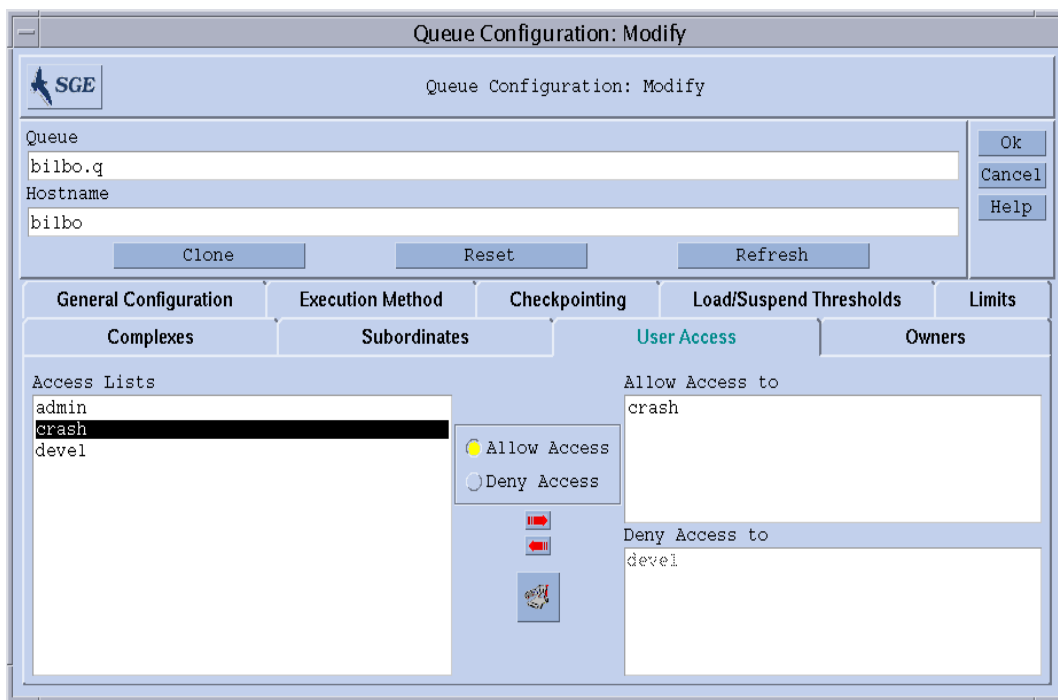 Queue Configuration: Modify
SGE
Queue Configuration: Modify
Queue
bilbo.q
Hostname
bilbo
Clone Reset Refresh
Ok
Cancel
Help
General Configuration Execution Method Checkpointing Load/Suspend Thresholds Limits
Complexes Subordinates User Access Owners
Access Lists
admin
crash
devel
Allow Access
Deny Access
Allow Access to
crash
Deny Access to
devel